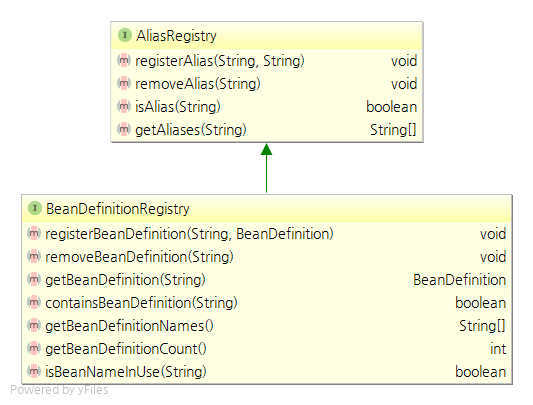 I AliasRegistry
m registerAlias(String, String) void
m removeAlias(String) void
m isAlias(String) boolean
m getAliases(String) String[]
I BeanDefinitionRegistry
m registerBeanDefinition(String, BeanDefinition) void
m removeBeanDefinition(String) void
m getBeanDefinition(String) BeanDefinition
m containsBeanDefinition(String) boolean
m getBeanDefinitionNames() String[]
m getBeanDefinitionCount() int
m isBeanNameInUse(String) boolean
Powered by yFiles